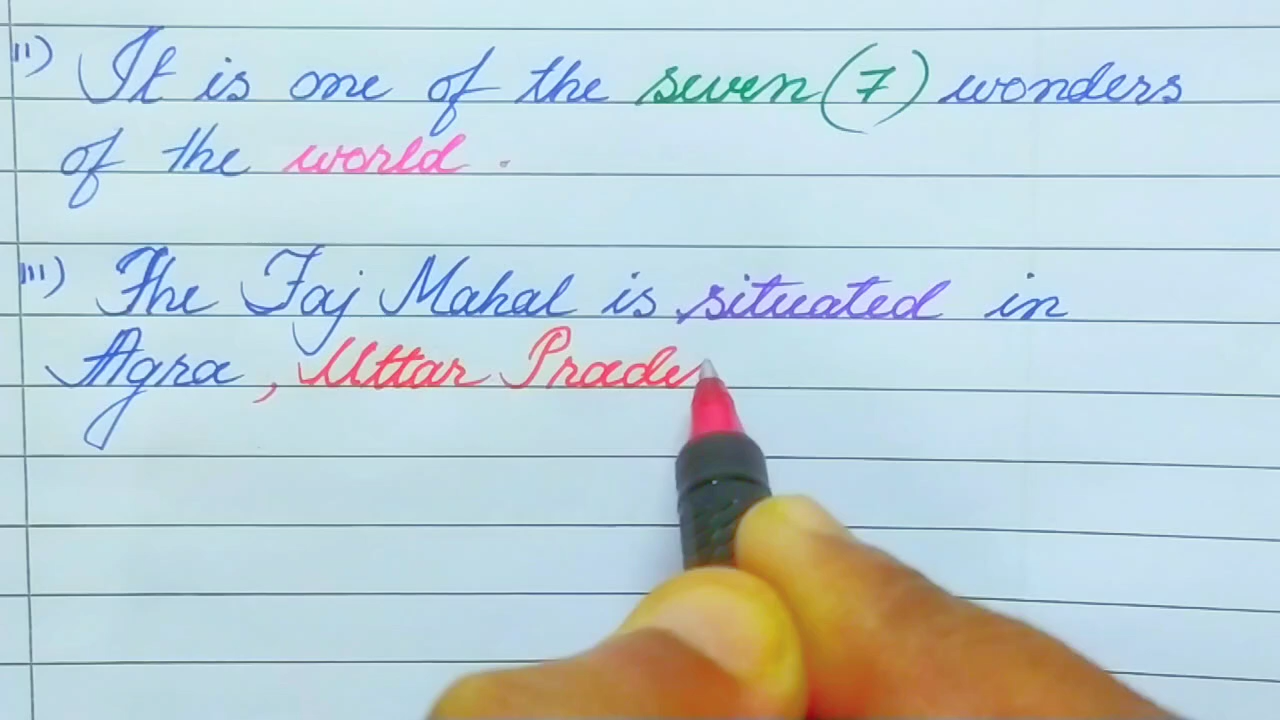 ii) It is one of the seven (7) wonders
of the world.
iii) The Taj Mahal is situated in
Agra, Uttar Prade